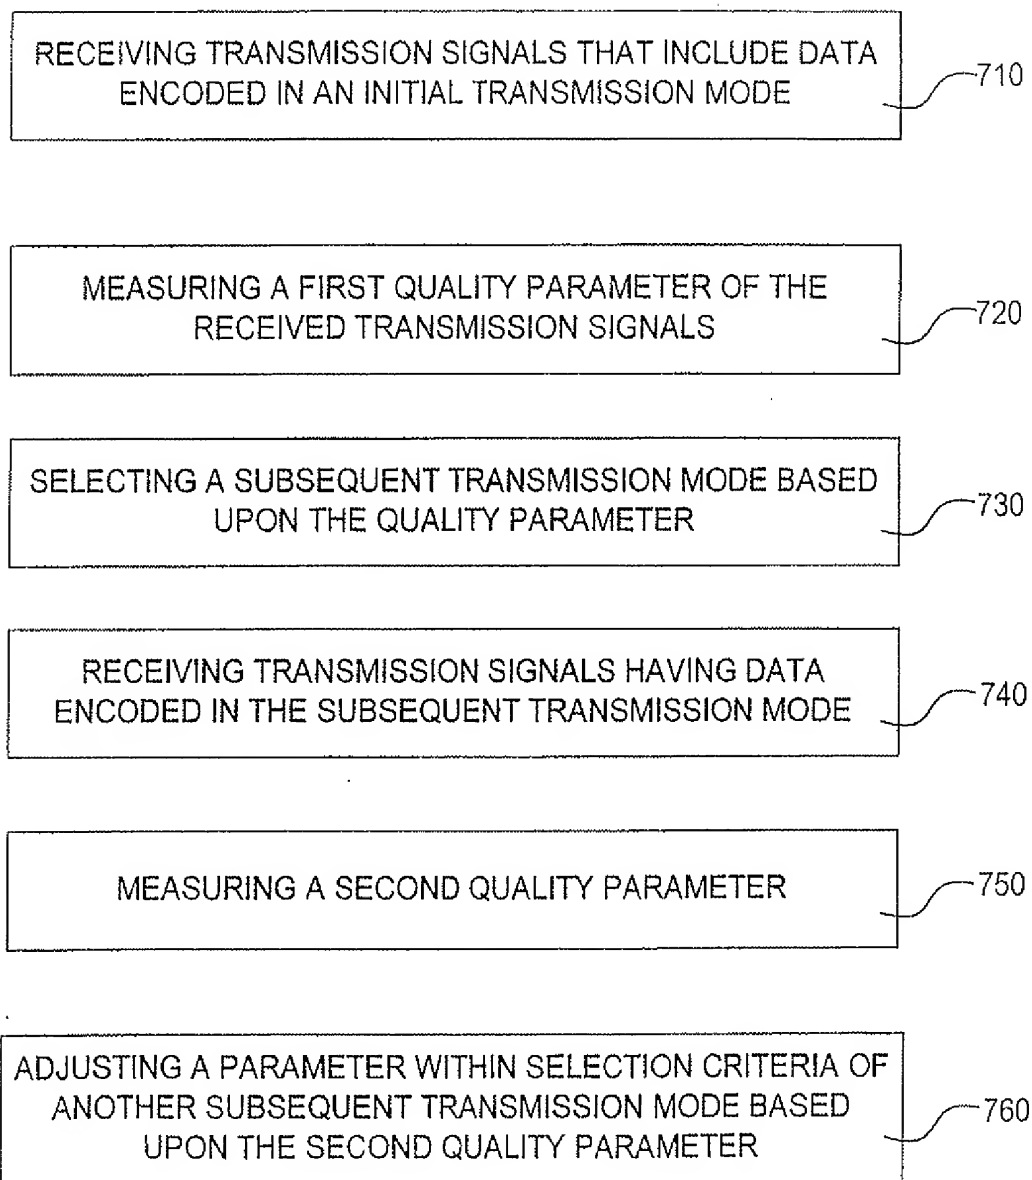 RECEIVING TRANSMISSION SIGNALS THAT INCLUDE DATA
ENCODED IN AN INITIAL TRANSMISSION MODE
710
MEASURING A FIRST QUALITY PARAMETER OF THE
RECEIVED TRANSMISSION SIGNALS
720
SELECTING A SUBSEQUENT TRANSMISSION MODE BASED
UPON THE QUALITY PARAMETER
730
RECEIVING TRANSMISSION SIGNALS HAVING DATA
ENCODED IN THE SUBSEQUENT TRANSMISSION MODE
740
MEASURING A SECOND QUALITY PARAMETER
750
ADJUSTING A PARAMETER WITHIN SELECTION CRITERIA OF
ANOTHER SUBSEQUENT TRANSMISSION MODE BASED
UPON THE SECOND QUALITY PARAMETER
760